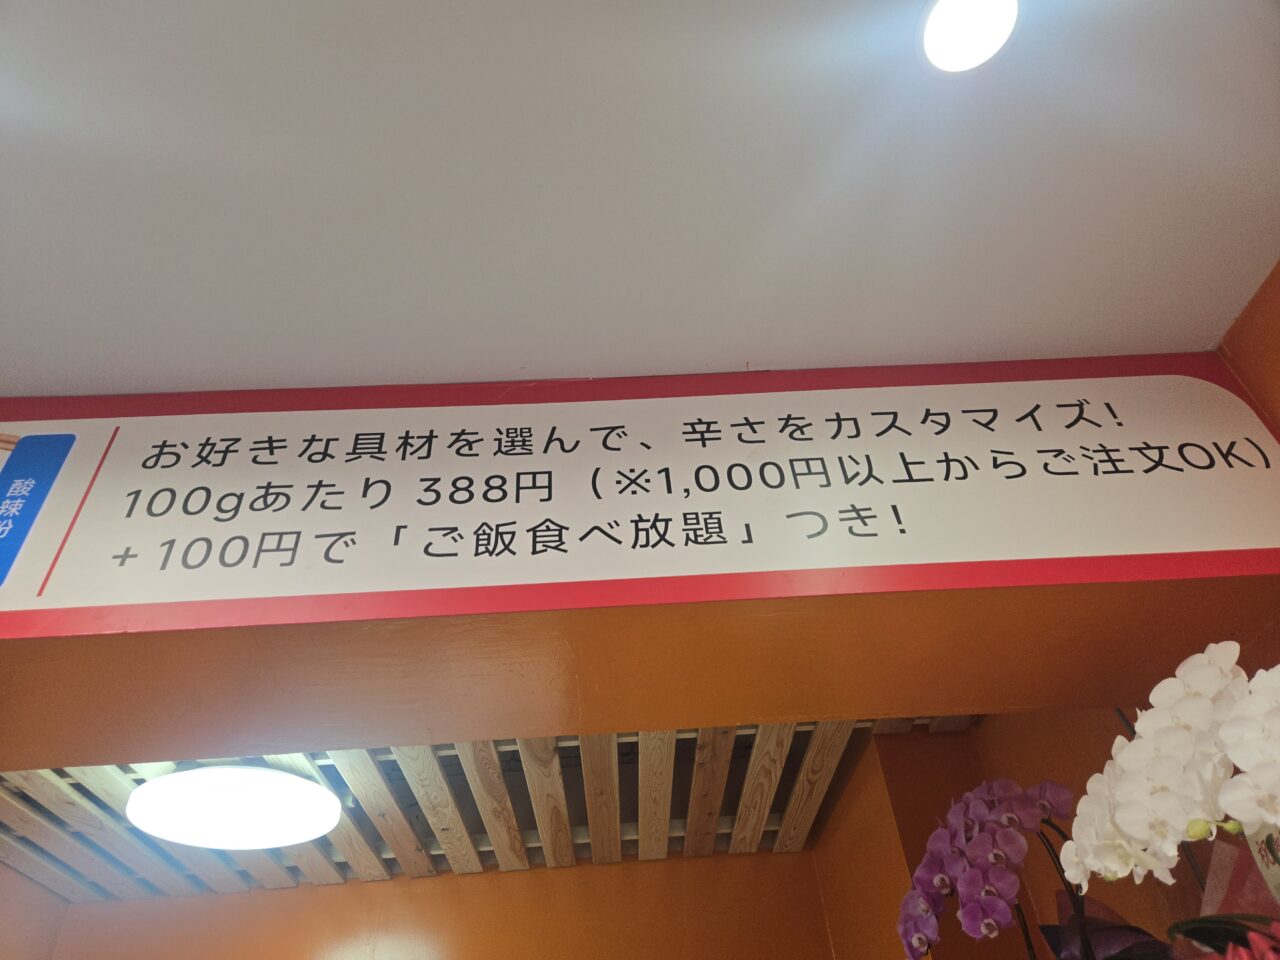 酸辣粉
お好きな具材を選んで、辛さをカスタマイズ!
100gあたり 388円（※1,000円以上からご注文OK）
+100円で「ご飯食べ放題」つき!